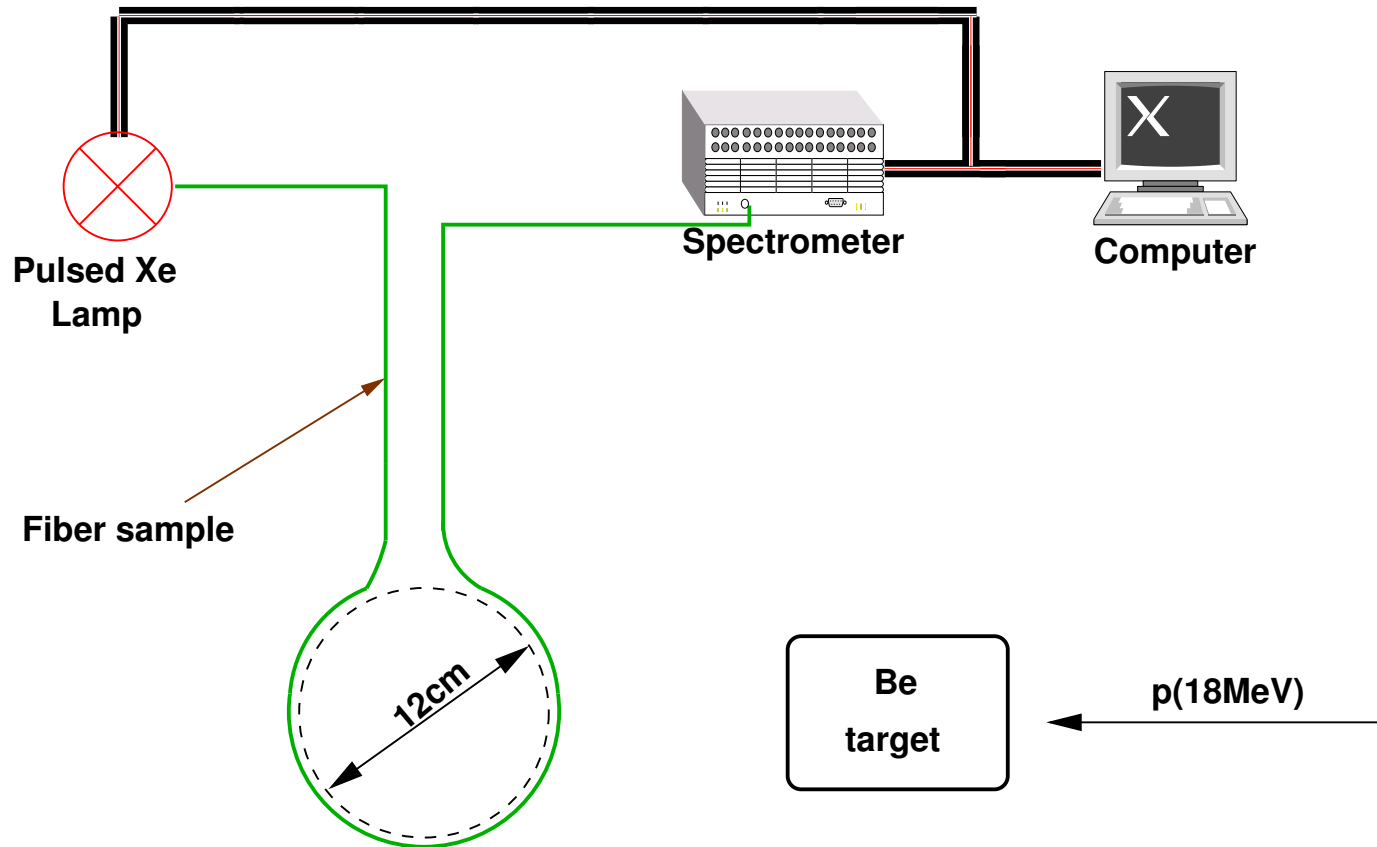 Pulsed Xe
Lamp
Spectrometer
X
Computer
Fiber sample
12cm
Be
target
p(18MeV)